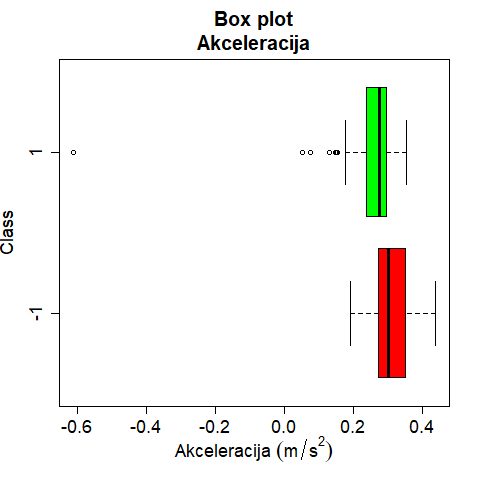 Box plot
Akceleracija
Class
1
-1
-0.6 -0.4 -0.2 0.0 0.2 0.4
Akceleracija (m/s²)